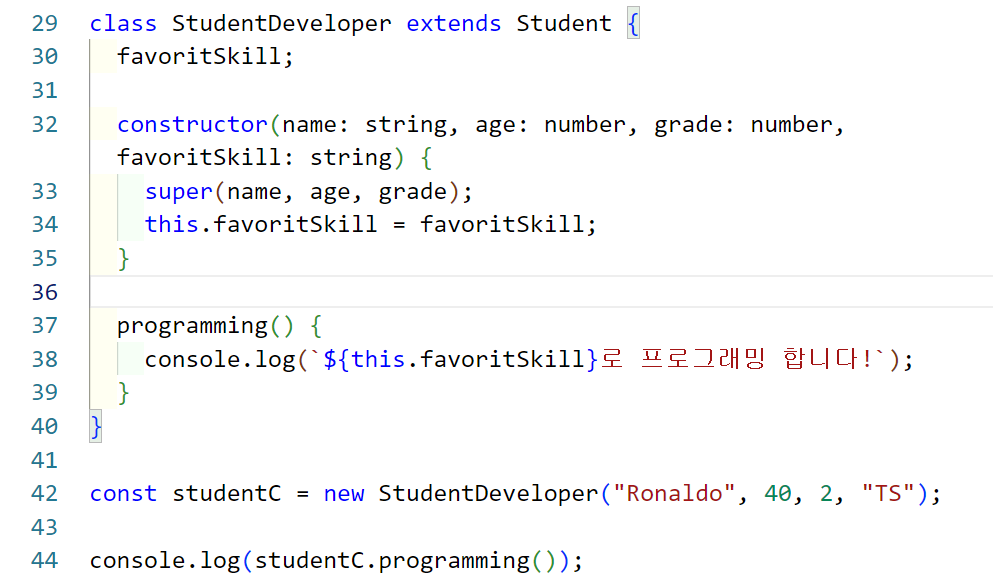 29 class StudentDeveloper extends Student {
30 favoritSkill;
31
32 constructor(name: string, age: number, grade: number,
favoritSkill: string) {
33 super(name, age, grade);
34 this.favoritSkill = favoritSkill;
35 }
36
37 programming() {
38 console.log(`${this.favoritSkill}로 프로그래밍 합니다!`);
39 }
40 }
41
42 const studentC = new StudentDeveloper("Ronaldo", 40, 2, "TS");
43
44 console.log(studentC.programming());